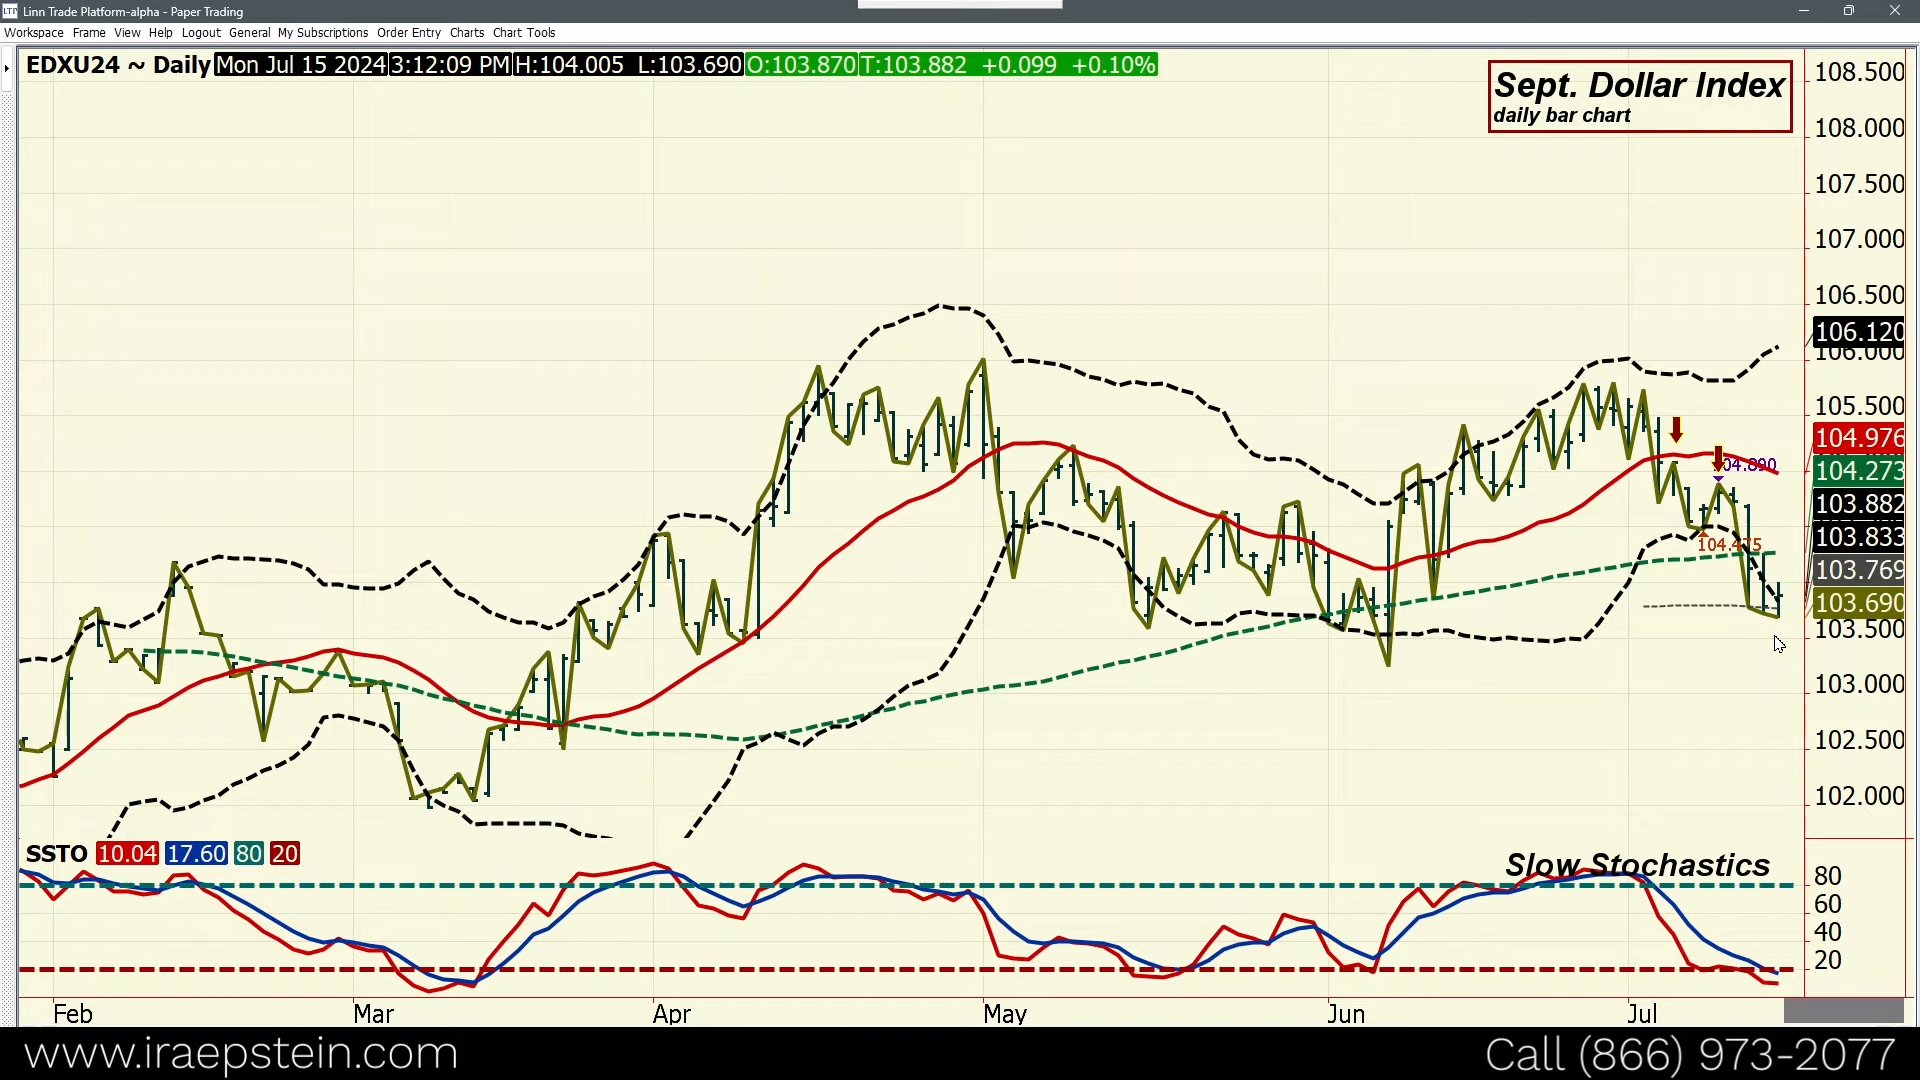 Linn Trade Platform-alpha - Paper Trading
Workspace Frame View Help Logout General My Subscriptions Order Entry Charts Chart Tools
EDXU24 ~ Daily Mon Jul 15 2024 3:12:09 PM H:104.005 L:103.690 O:103.870 T:103.882 +0.099 +0.10%
Sept. Dollar Index
daily bar chart
108.500
108.000
107.500
107.000
106.500
106.120
106.000
105.500
104.976
104.273
103.882
103.833
103.769
103.690
103.500
103.000
102.500
102.000
104.890
104.475
SSTO 10.04 17.60 80 20
Slow Stochastics
80
60
40
20
Feb Mar Apr May Jun Jul
www.iraepstein.com
Call (866) 973-2077